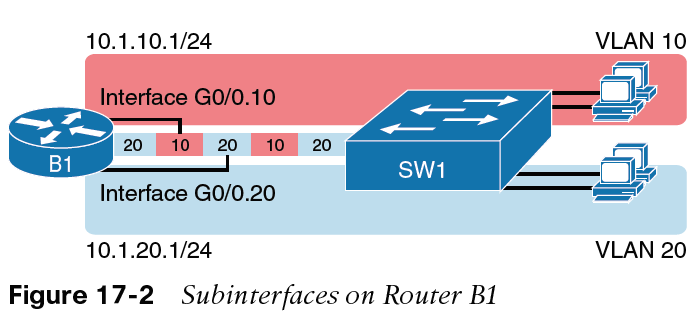 10.1.10.1/24 VLAN 10
Interface G0/0.10
20 10 20 10 20
B1
SW1
Interface G0/0.20
10.1.20.1/24 VLAN 20
Figure 17-2 Subinterfaces on Router B1